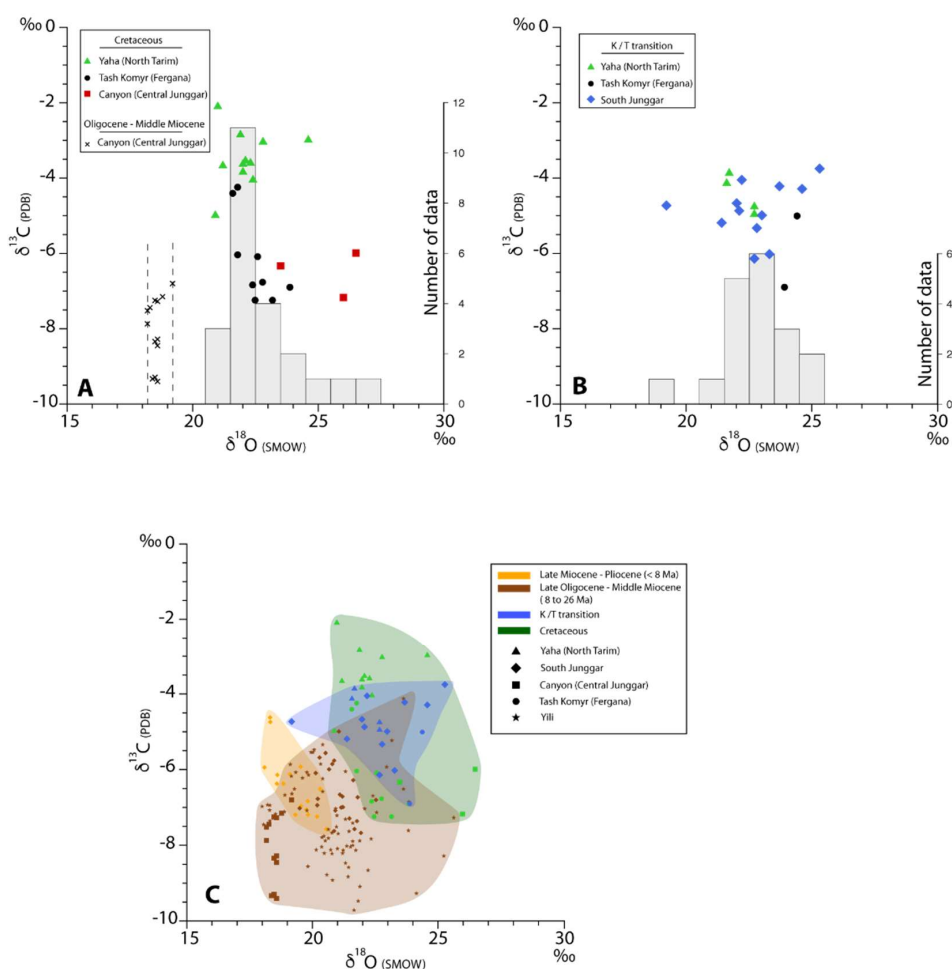 ‰ 0
-2
-4
-6
-8
-10
δ13C (PDB)
Cretaceous
Yaha (North Tarim)
Tash Komyr (Fergana)
Canyon (Central Junggar)
Oligocene - Middle Miocene
Canyon (Central Junggar)
12
10
8
6
4
2
0
Number of data
A
15
20
25
30
‰
δ18O (SMOW)
‰ 0
-2
-4
-6
-8
-10
δ13C (PDB)
K / T transition
Yaha (North Tarim)
Tash Komyr (Fergana)
South Junggar
6
4
2
0
Number of data
B
15
20
25
30
‰
δ18O (SMOW)
‰ 0
-2
-4
-6
-8
-10
δ13C (PDB)
Late Miocene - Pliocene (< 8 Ma)
Late Oligocene - Middle Miocene
( 8 to 26 Ma)
K /T transition
Cretaceous
Yaha (North Tarim)
South Junggar
Canyon (Central Junggar)
Tash Komyr (Fergana)
Yili
C
15
20
25
30
‰
δ18O (SMOW)